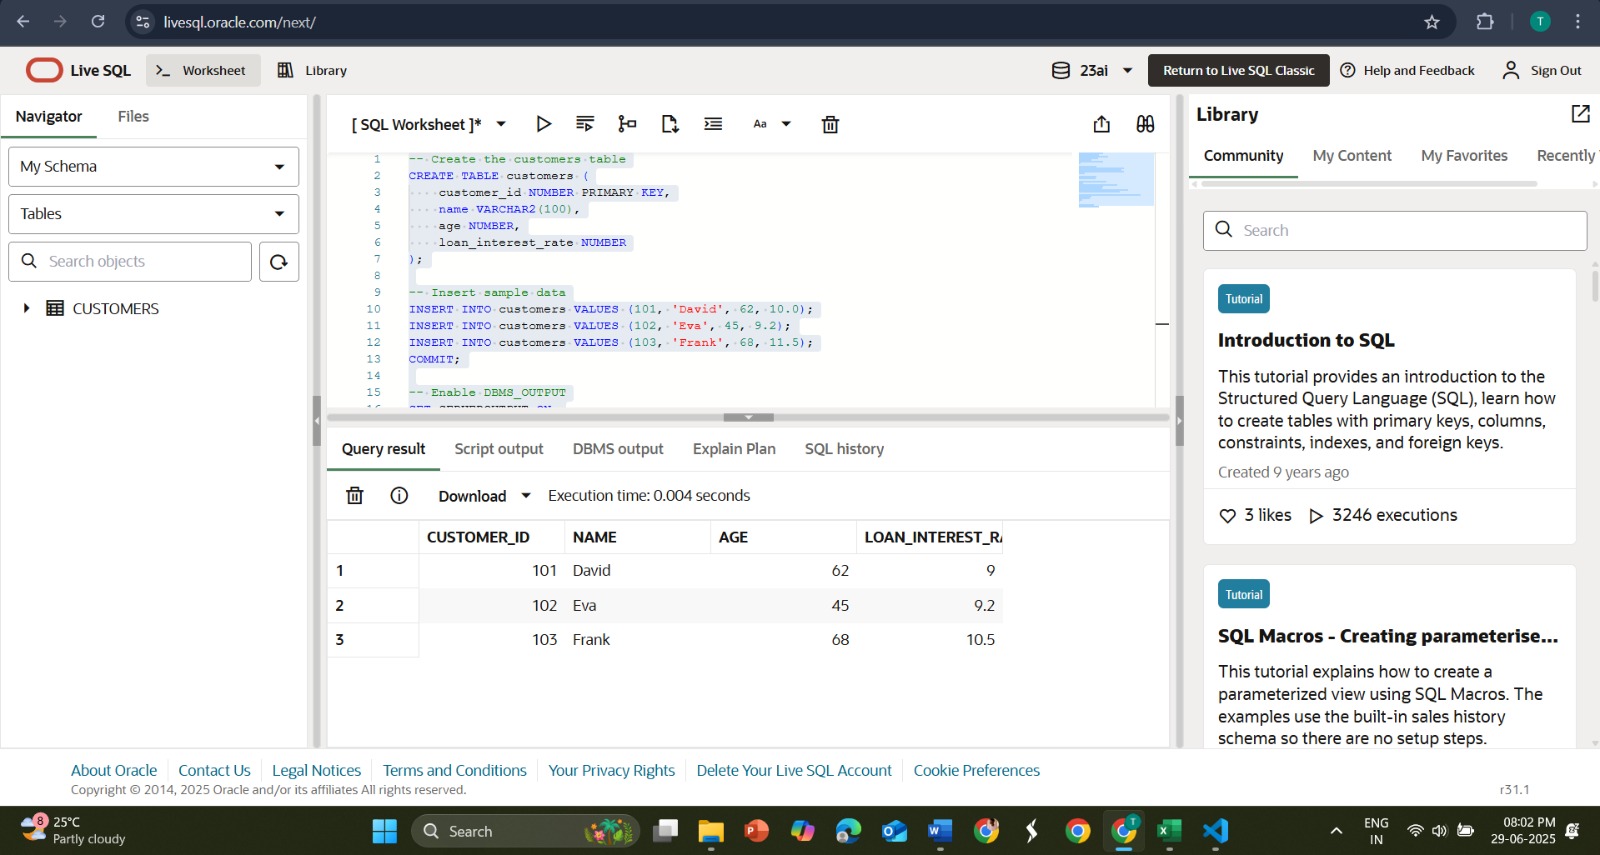 livesql.oracle.com/next/
T
Live SQL
Worksheet
Library
23ai
Return to Live SQL Classic
Help and Feedback
Sign Out
Navigator
Files
My Schema
Tables
Search objects
CUSTOMERS
[ SQL Worksheet ]*
Aa
1 -- Create the customers table
2 CREATE TABLE customers (
3 customer_id NUMBER PRIMARY KEY,
4 name VARCHAR2(100),
5 age NUMBER,
6 loan_interest_rate NUMBER
7 );
8
9 -- Insert sample data
10 INSERT INTO customers VALUES (101, 'David', 62, 10.0);
11 INSERT INTO customers VALUES (102, 'Eva', 45, 9.2);
12 INSERT INTO customers VALUES (103, 'Frank', 68, 11.5);
13 COMMIT;
14
15 -- Enable DBMS_OUTPUT
Query result
Script output
DBMS output
Explain Plan
SQL history
Download
Execution time: 0.004 seconds
CUSTOMER_ID NAME AGE LOAN_INTEREST_RA
1 101 David 62 9
2 102 Eva 45 9.2
3 103 Frank 68 10.5
Library
Community
My Content
My Favorites
Recently
Search
Tutorial
Introduction to SQL
This tutorial provides an introduction to the
Structured Query Language (SQL), learn how
to create tables with primary keys, columns,
constraints, indexes, and foreign keys.
Created 9 years ago
3 likes
3246 executions
Tutorial
SQL Macros - Creating parameterise...
This tutorial explains how to create a
parameterized view using SQL Macros. The
examples use the built-in sales history
schema so there are no setup steps.
About Oracle
Contact Us
Legal Notices
Terms and Conditions
Your Privacy Rights
Delete Your Live SQL Account
Cookie Preferences
Copyright © 2014, 2025 Oracle and/or its affiliates All rights reserved.
r31.1
8
25°C
Partly cloudy
Search
ENG
IN
08:02 PM
29-06-2025